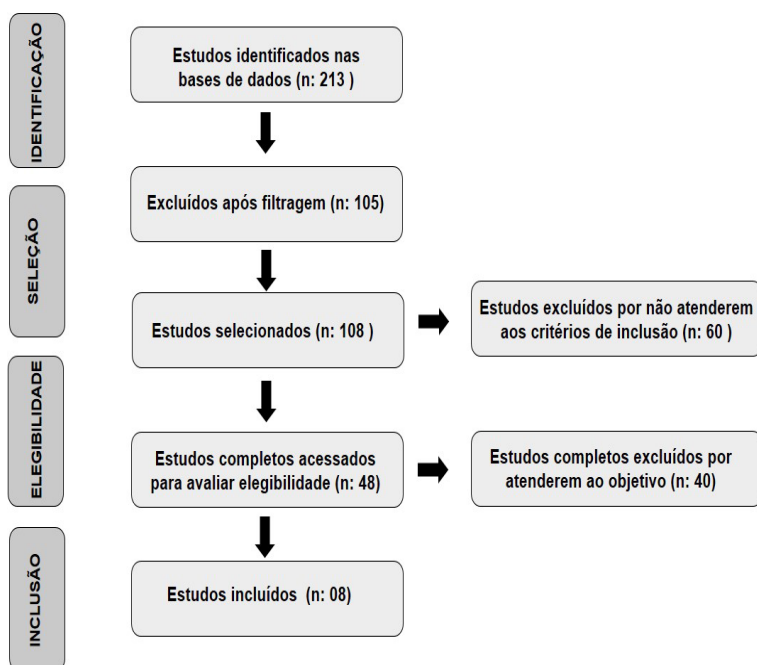 IDENTIFICAÇÃO
Estudos identificados nas
bases de dados (n: 213 )
Excluídos após filtragem (n: 105)
SELEÇÃO
Estudos selecionados (n: 108 )
Estudos excluídos por não atenderem
aos critérios de inclusão (n: 60 )
ELEGIBILIDADE
Estudos completos acessados
para avaliar elegibilidade (n: 48)
Estudos completos excluídos por
atenderem ao objetivo (n: 40)
INCLUSÃO
Estudos incluídos (n: 08)